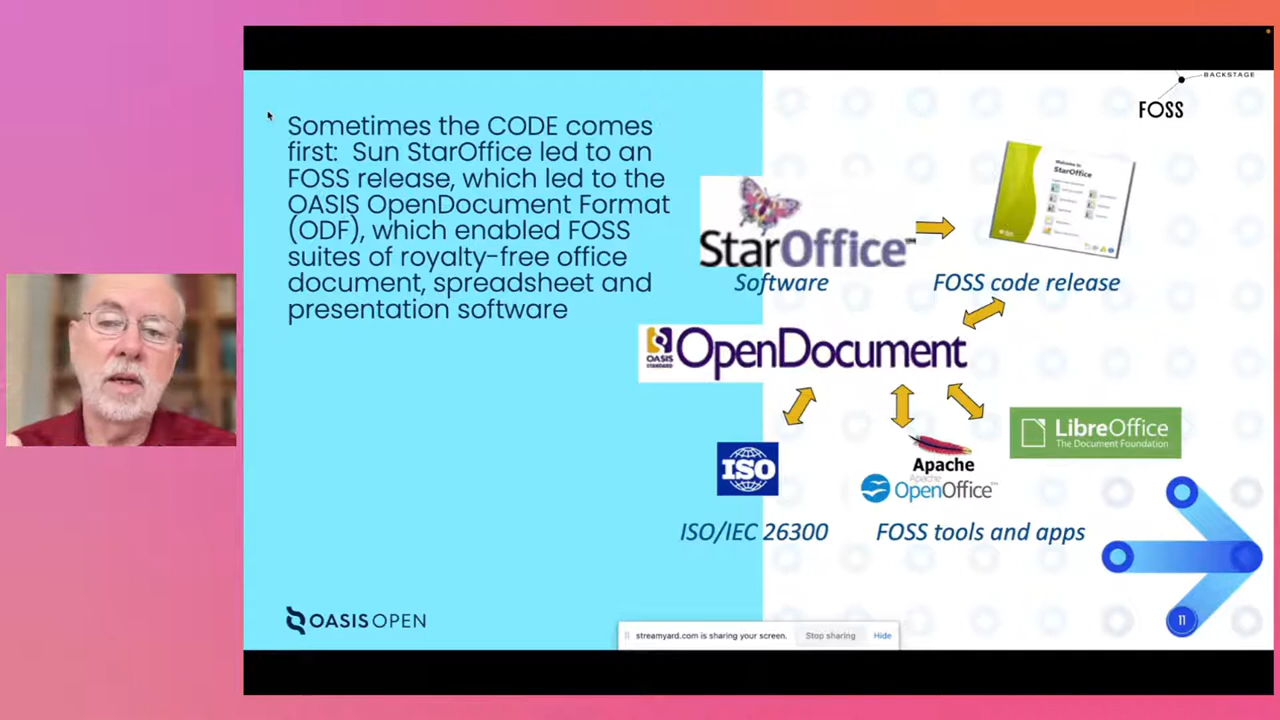 BACKSTAGE
FOSS
Sometimes the CODE comes
first: Sun StarOffice led to an
FOSS release, which led to the
OASIS OpenDocument Format
(ODF), which enabled FOSS
suites of royalty-free office
document, spreadsheet and
presentation software
StarOffice™
Software
Welcome to
StarOffice
FOSS code release
OASIS
STANDARD
OpenDocument
ISO
ISO/IEC 26300
Apache
Apache
OpenOffice™
LibreOffice
The Document Foundation
FOSS tools and apps
OASIS OPEN
11
streamyard.com is sharing your screen.
Stop sharing
Hide